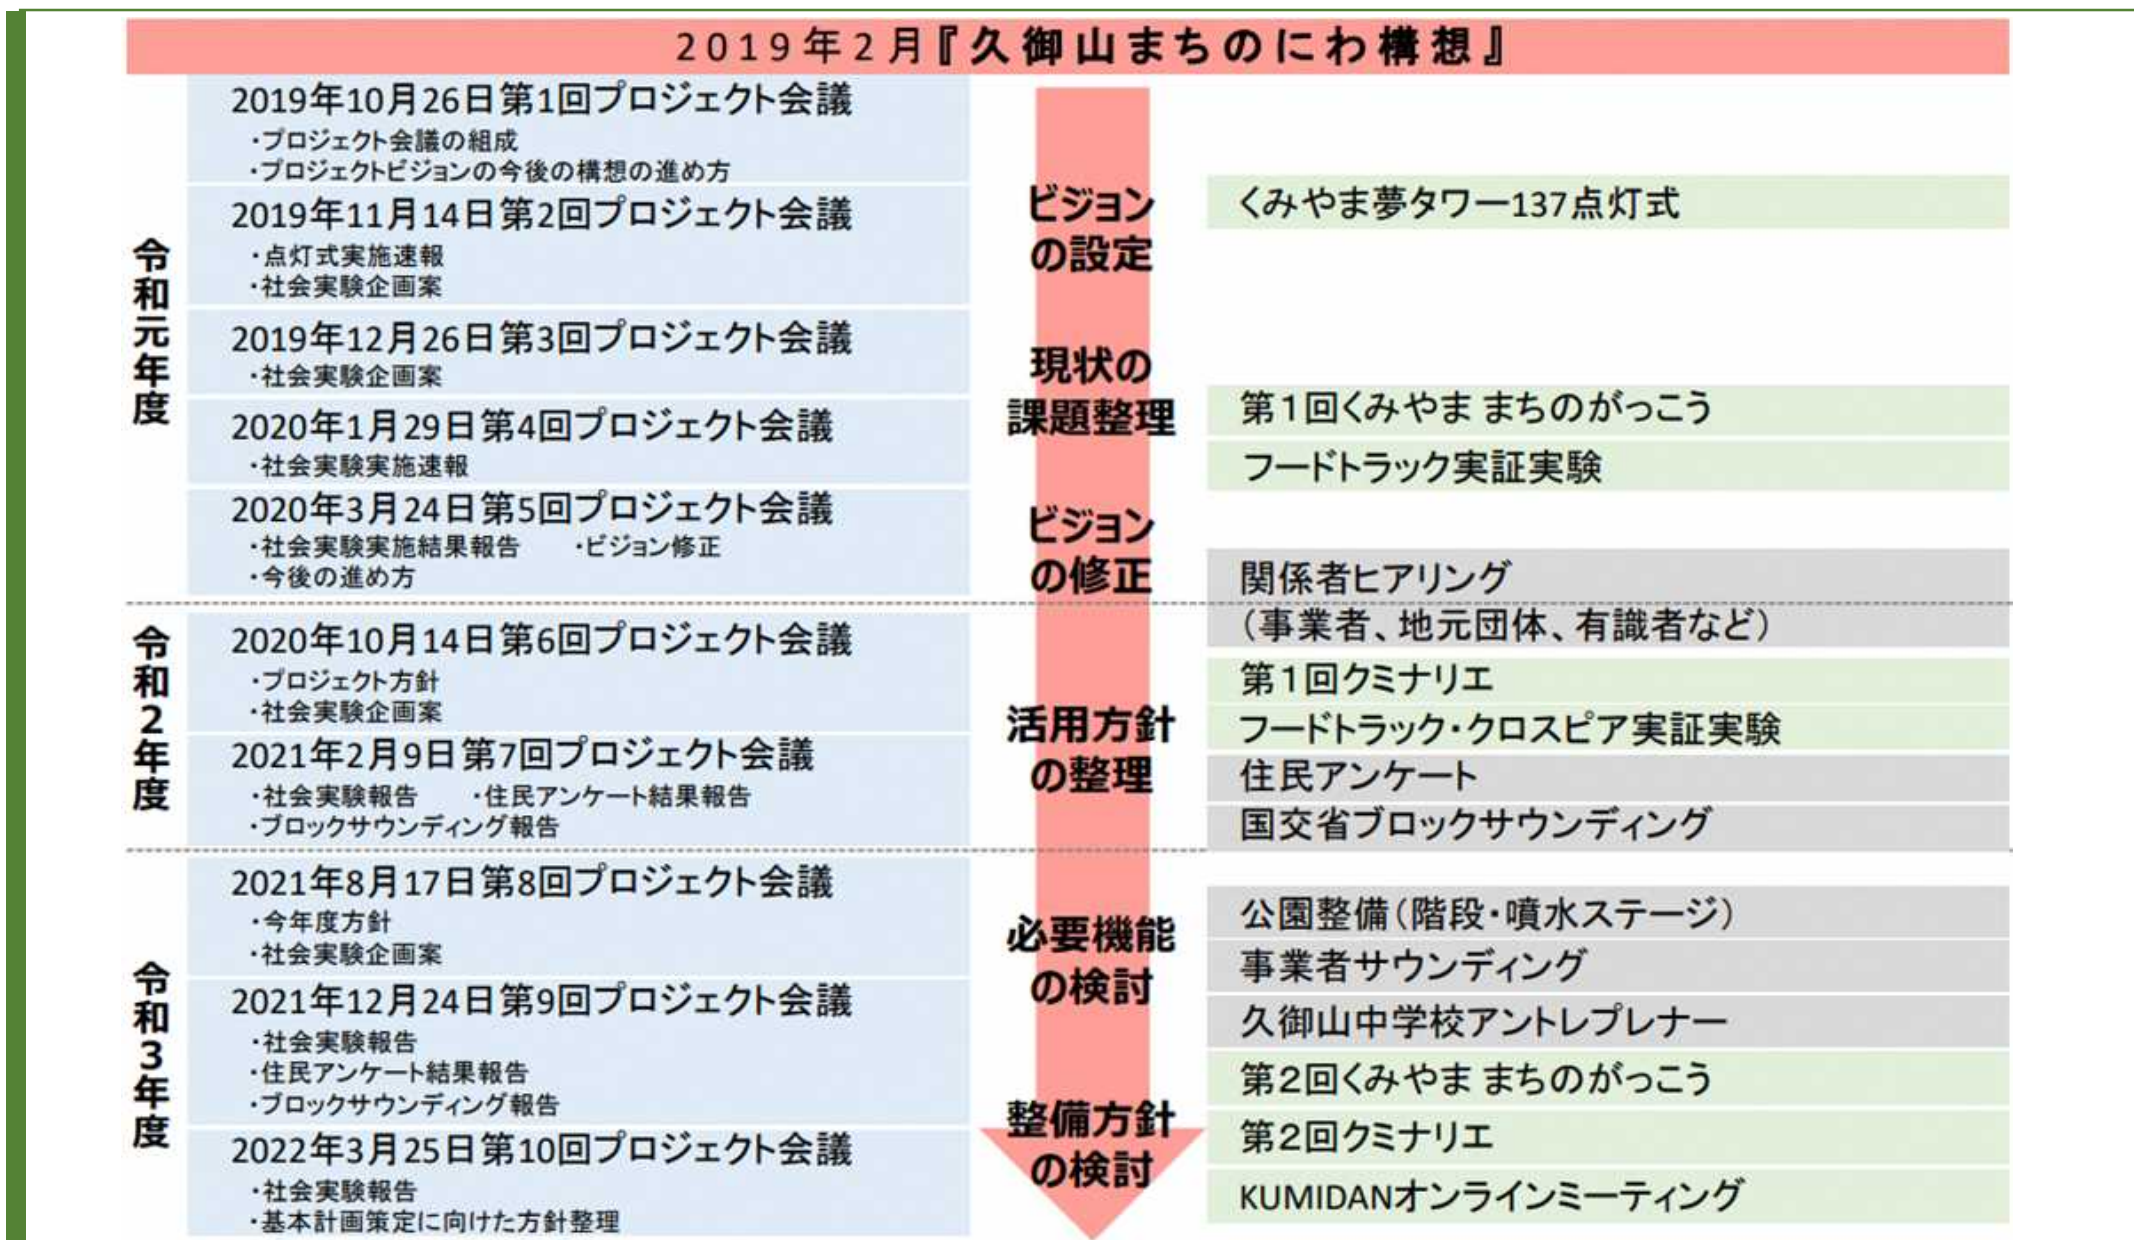 2019年2月『久御山まちのにわ構想』
令和元年度
2019年10月26日第1回プロジェクト会議
・プロジェクト会議の組成
・プロジェクトビジョンの今後の構想の進め方
2019年11月14日第2回プロジェクト会議
・点灯式実施速報
・社会実験企画案
2019年12月26日第3回プロジェクト会議
・社会実験企画案
2020年1月29日第4回プロジェクト会議
・社会実験実施速報
2020年3月24日第5回プロジェクト会議
・社会実験実施結果報告 ・ビジョン修正
・今後の進め方
令和2年度
2020年10月14日第6回プロジェクト会議
・プロジェクト方針
・社会実験企画案
2021年2月9日第7回プロジェクト会議
・社会実験報告 ・住民アンケート結果報告
・ブロックサウンディング報告
令和3年度
2021年8月17日第8回プロジェクト会議
・今年度方針
・社会実験企画案
2021年12月24日第9回プロジェクト会議
・社会実験報告
・住民アンケート結果報告
・ブロックサウンディング報告
2022年3月25日第10回プロジェクト会議
・社会実験報告
・基本計画策定に向けた方針整理
ビジョン
の設定
現状の
課題整理
ビジョン
の修正
活用方針
の整理
必要機能
の検討
整備方針
の検討
くみやま夢タワー137点灯式
第1回くみやま まちのがっこう
フードトラック実証実験
関係者ヒアリング
（事業者、地元団体、有識者など）
第1回クミナリエ
フードトラック・クロスピア実証実験
住民アンケート
国交省ブロックサウンディング
公園整備（階段・噴水ステージ）
事業者サウンディング
久御山中学校アントレプレナー
第2回くみやま まちのがっこう
第2回クミナリエ
KUMIDANオンラインミーティング